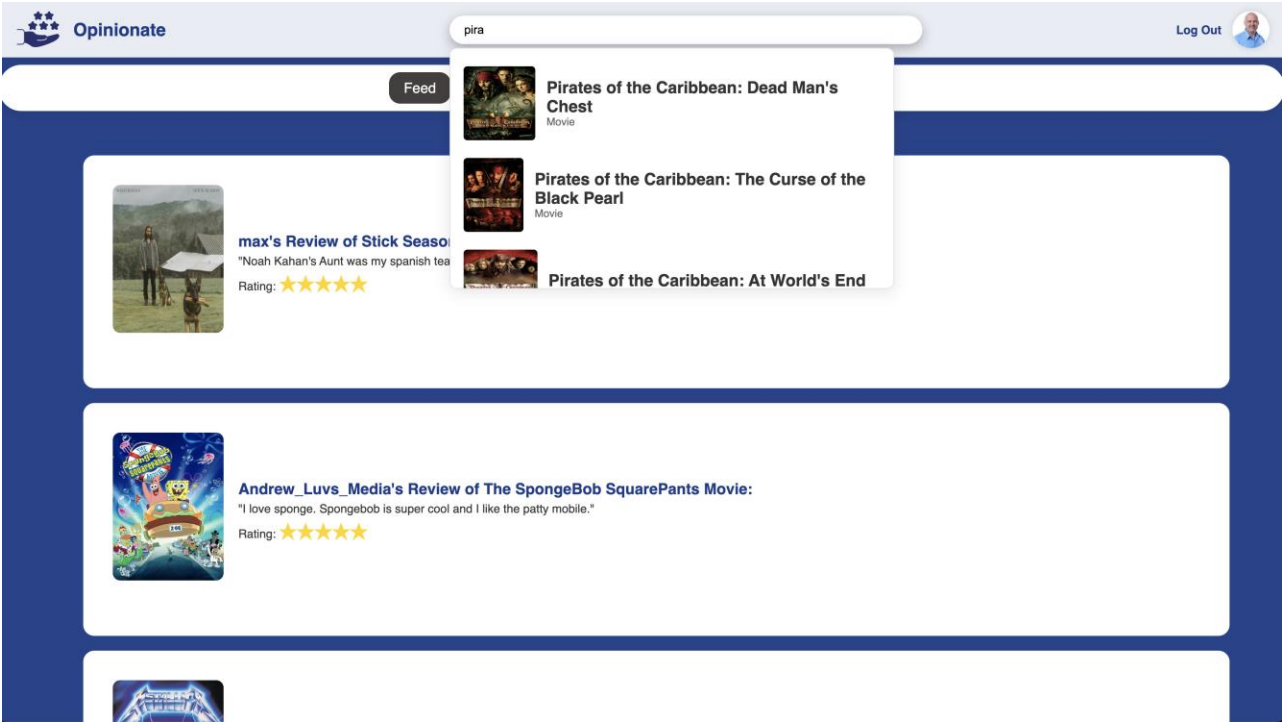 Opinionate
pira
Log Out
Feed
Pirates of the Caribbean: Dead Man's
Chest
Movie
Pirates of the Caribbean: The Curse of the
Black Pearl
Movie
Pirates of the Caribbean: At World's End
max's Review of Stick Seaso
"Noah Kahan's Aunt was my spanish tea
Rating:
Andrew_Luvs_Media's Review of The SpongeBob SquarePants Movie:
"I love sponge. Spongebob is super cool and I like the patty mobile."
Rating: